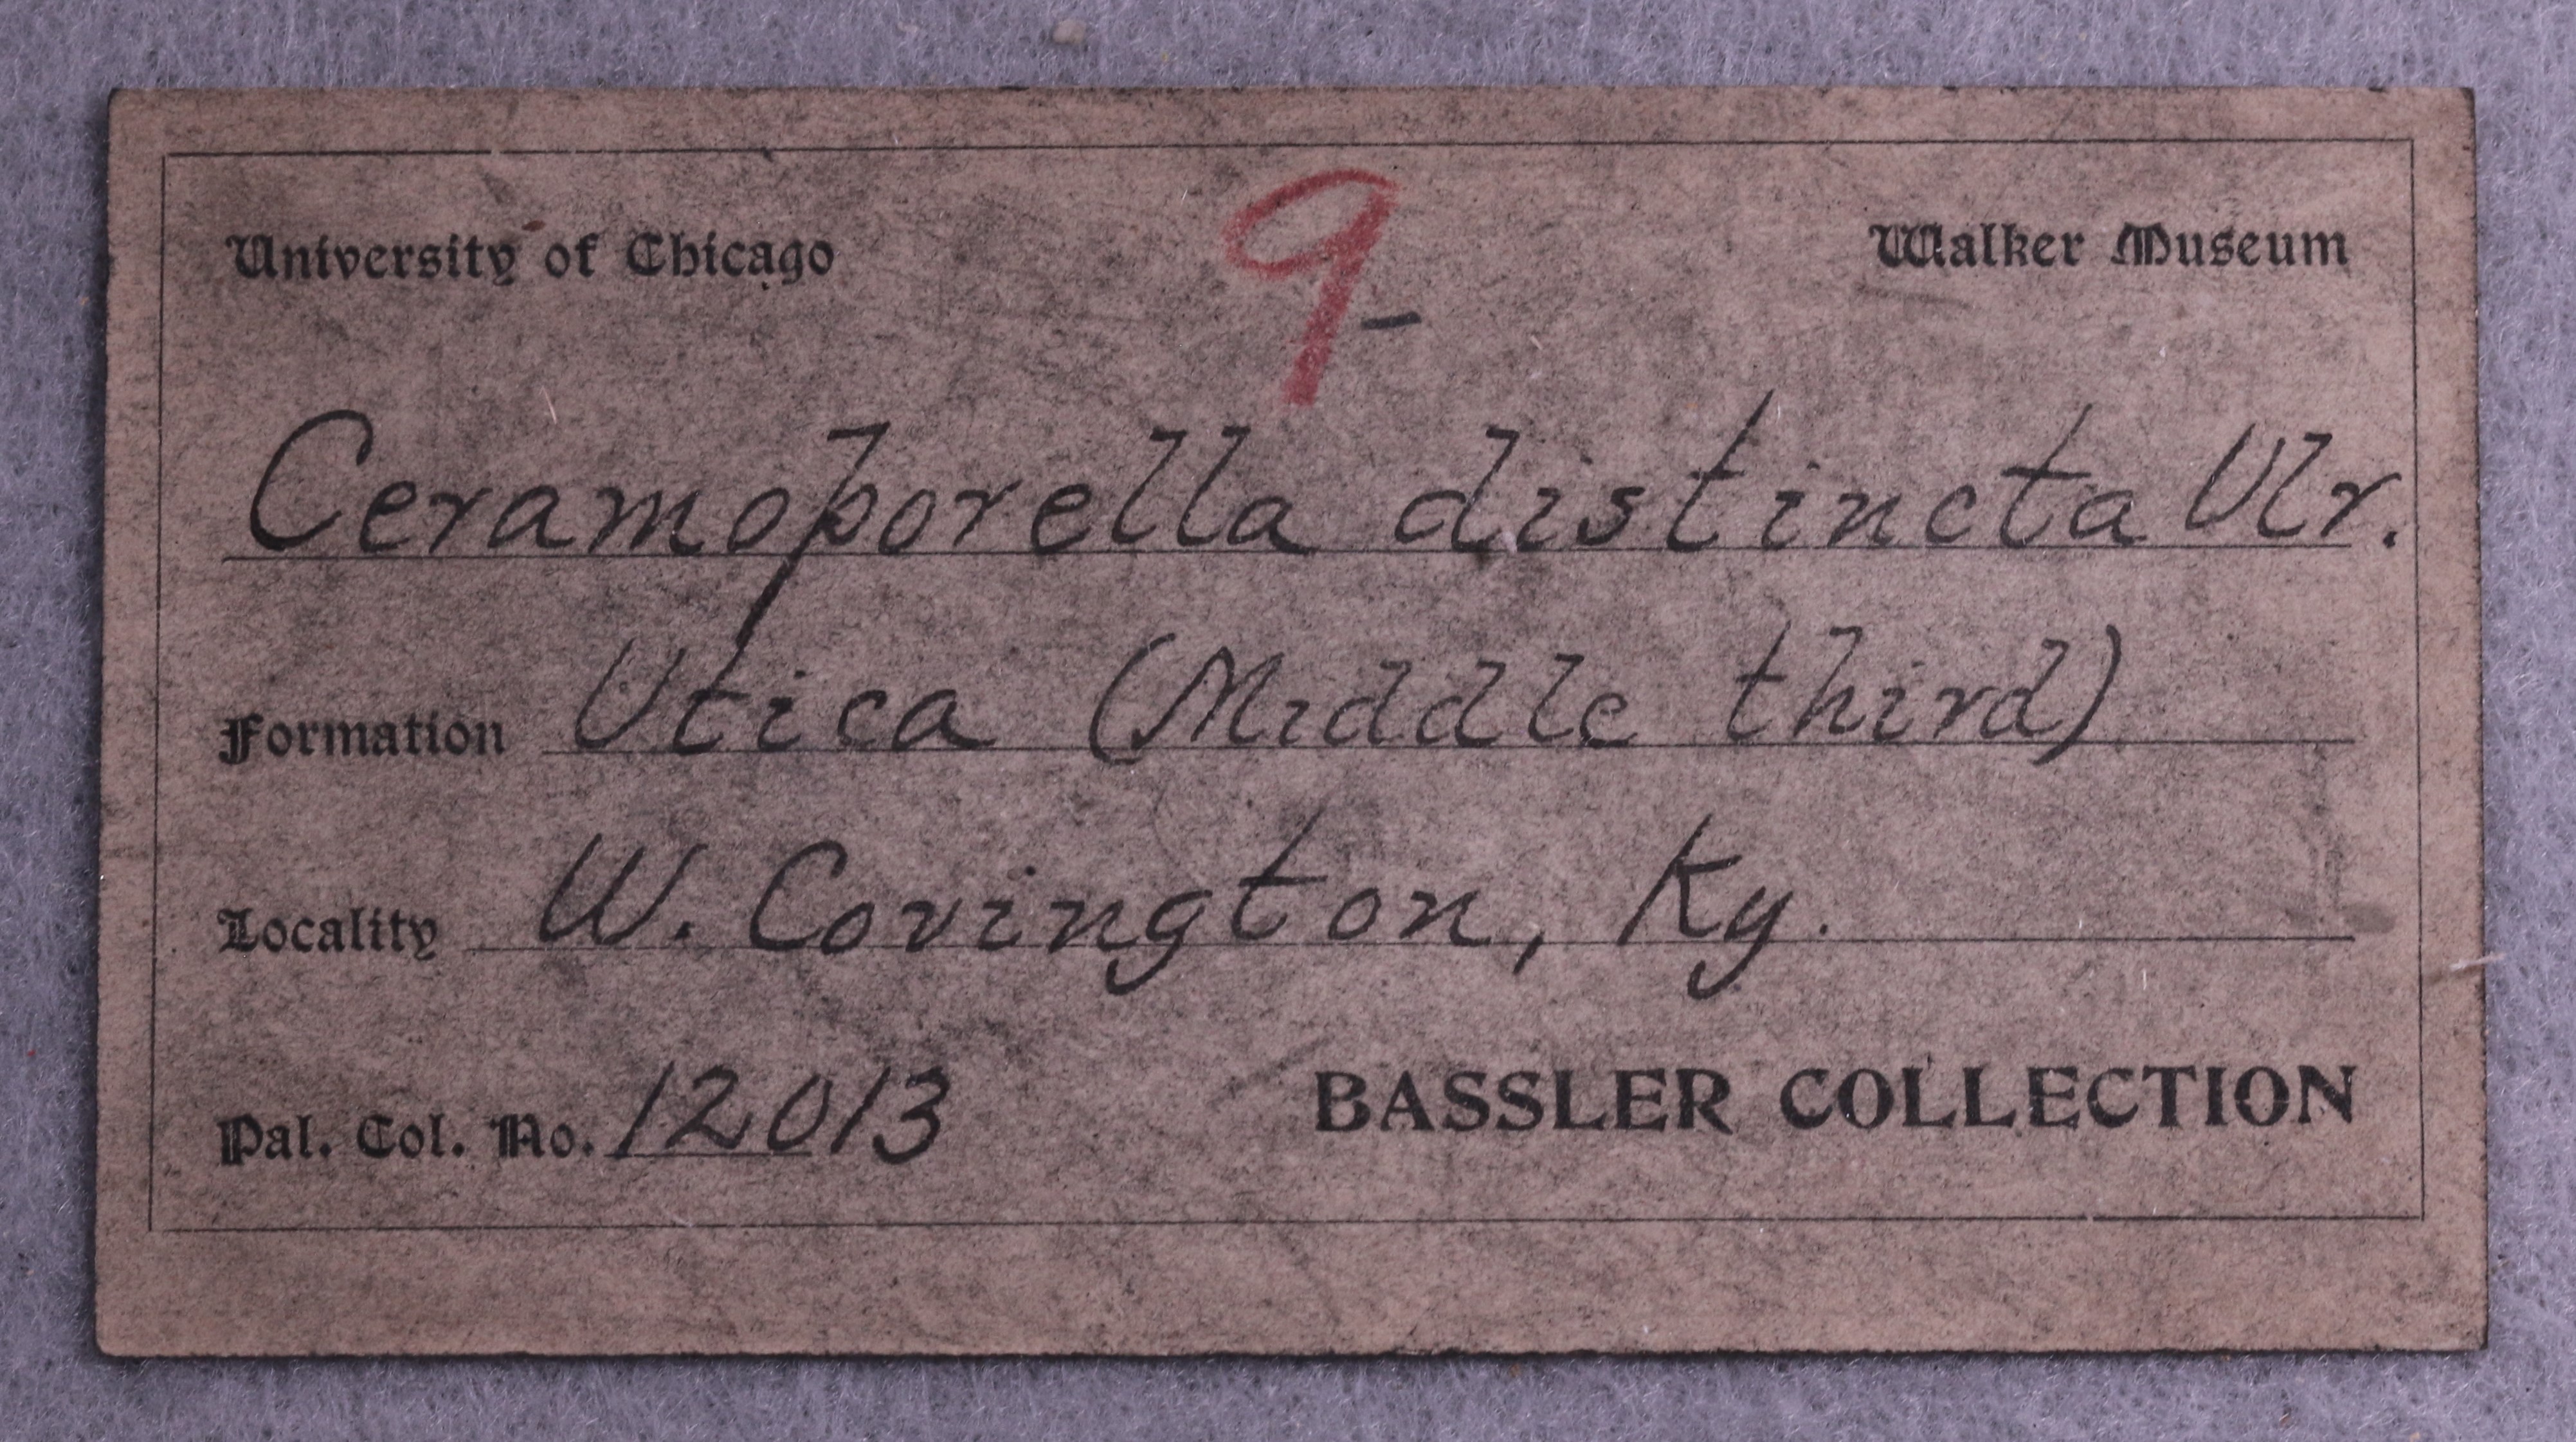 University of Chicago 9- Walker Museum
Ceramoporella distincta Ulr.
Formation Utica (Middle third)
Locality W. Covington, Ky.
Pal. Col. No. 12013 BASSLER COLLECTION